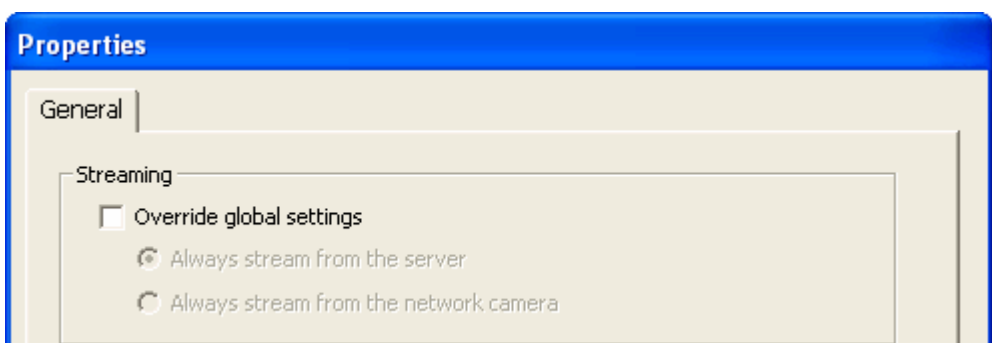 Properties
General
Streaming
Override global settings
Always stream from the server
Always stream from the network camera